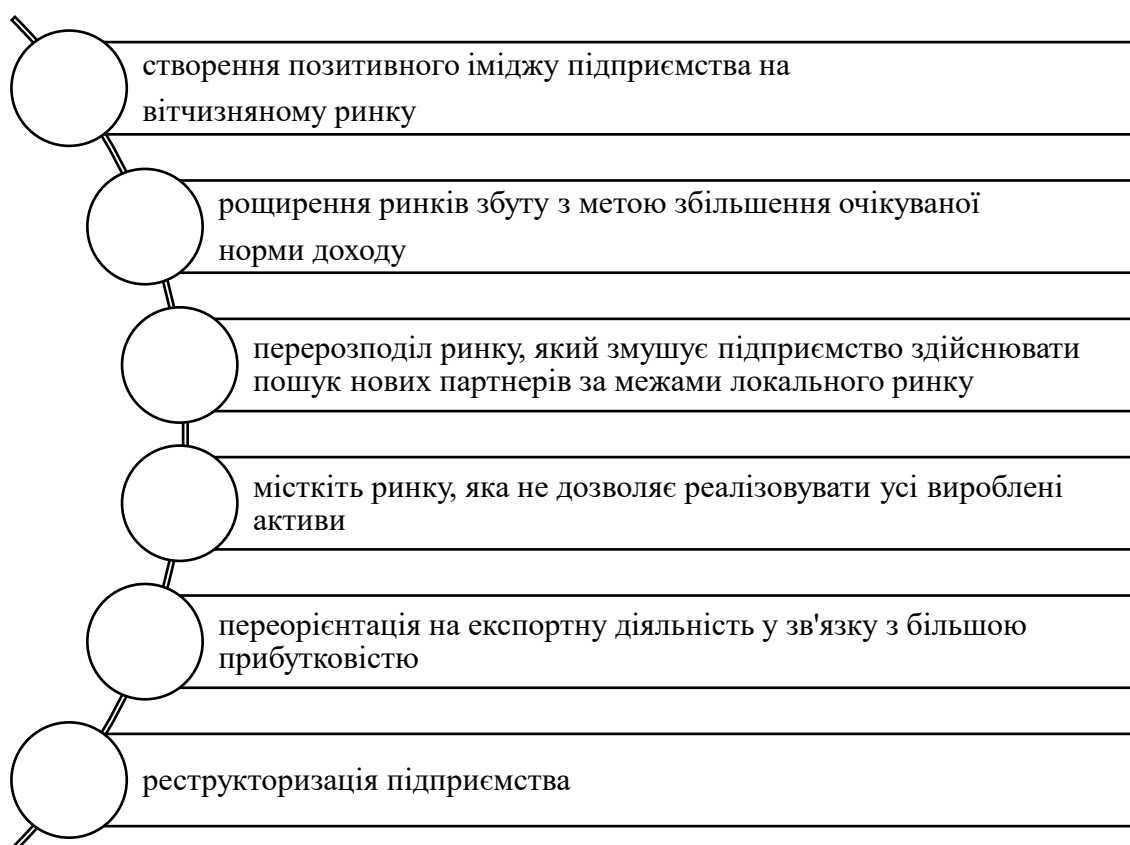 створення позитивного іміджу підприємства на
вітчизняному ринку
рощирення ринків збуту з метою збільшення очікуваної
норми доходу
перерозподіл ринку, який змушує підприємство здійснювати
пошук нових партнерів за межами локального ринку
місткіть ринку, яка не дозволяє реалізовувати усі вироблені
активи
переорієнтація на експортну діяльність у зв'язку з більшою
прибутковістю
реструкторизація підприємства